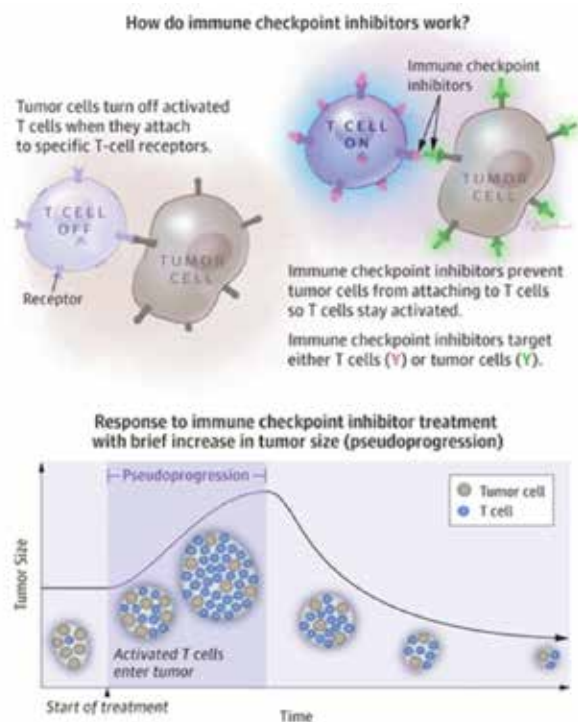 How do immune checkpoint inhibitors work?
Tumor cells turn off activated
T cells when they attach
to specific T-cell receptors.
T CELL
OFF
TUMOR
CELL
Receptor
Immune checkpoint
inhibitors
T CELL
ON
TUMOR
CELL
Immune checkpoint inhibitors prevent
tumor cells from attaching to T cells
so T cells stay activated.
Immune checkpoint inhibitors target
either T cells (Y) or tumor cells (Y).
Response to immune checkpoint inhibitor treatment
with brief increase in tumor size (pseudoprogression)
Pseudoprogression
Tumor cell
T cell
Tumor Size
Activated T cells
enter tumor
Start of treatment
Time